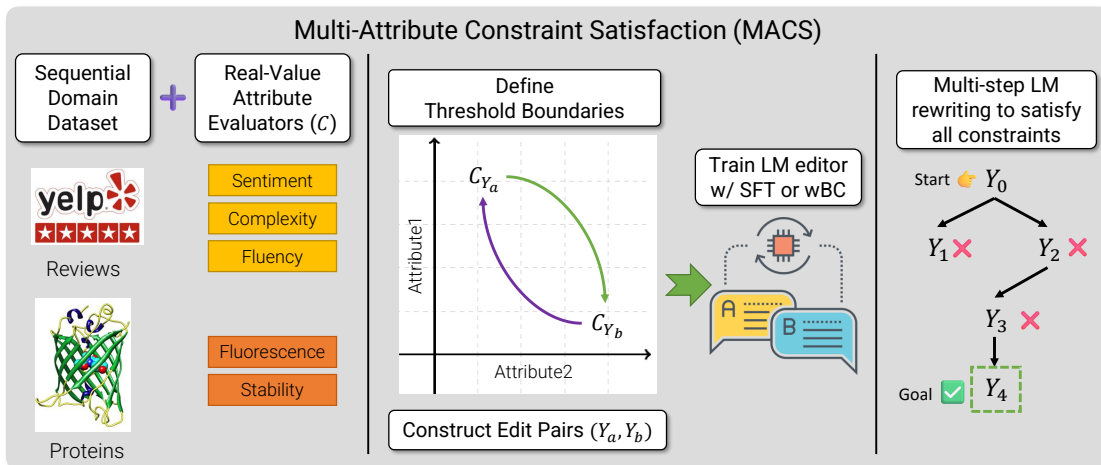 Multi-Attribute Constraint Satisfaction (MACS)
Sequential
Domain
Dataset
Real-Value
Attribute
Evaluators (C)
yelp
Reviews
Sentiment
Complexity
Fluency
Proteins
Fluorescence
Stability
Define
Threshold Boundaries
Attribute1
C_{Y_a}
C_{Y_b}
Attribute2
Construct Edit Pairs (Y_a, Y_b)
Train LM editor
w/ SFT or wBC
A
B
Multi-step LM
rewriting to satisfy
all constraints
Start Y_0
Y_1 Y_2
Y_3
Goal Y_4